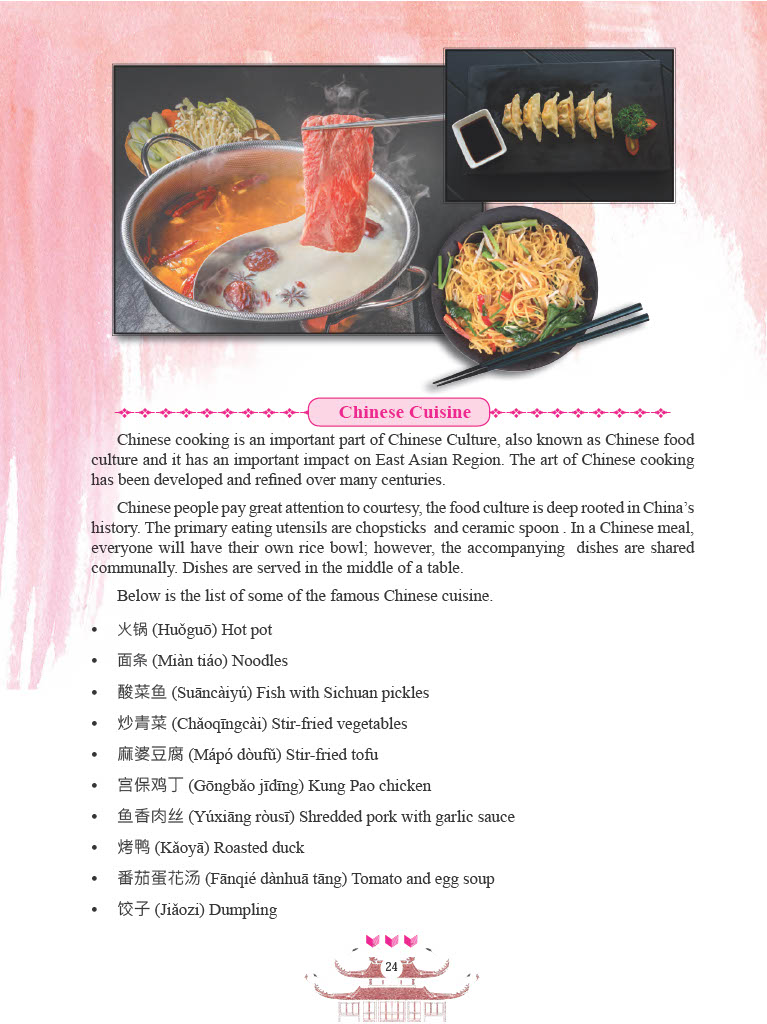 Chinese Cuisine
Chinese cooking is an important part of Chinese Culture, also known as Chinese food
culture and it has an important impact on East Asian Region. The art of Chinese cooking
has been developed and refined over many centuries.
Chinese people pay great attention to courtesy, the food culture is deep rooted in China's
history. The primary eating utensils are chopsticks and ceramic spoon . In a Chinese meal,
everyone will have their own rice bowl; however, the accompanying dishes are shared
communally. Dishes are served in the middle of a table.
Below is the list of some of the famous Chinese cuisine.
• 火锅 (Huǒguō) Hot pot
• 面条 (Miàn tiáo) Noodles
• 酸菜鱼 (Suāncàiyú) Fish with Sichuan pickles
• 炒青菜 (Chǎoqīngcài) Stir-fried vegetables
• 麻婆豆腐 (Mápó dòufǔ) Stir-fried tofu
• 宫保鸡丁 (Gōngbǎo jīdīng) Kung Pao chicken
• 鱼香肉丝 (Yúxiāng ròusī) Shredded pork with garlic sauce
• 烤鸭 (Kǎoyā) Roasted duck
• 番茄蛋花汤 (Fānqié dànhuā tāng) Tomato and egg soup
• 饺子 (Jiǎozi) Dumpling
24